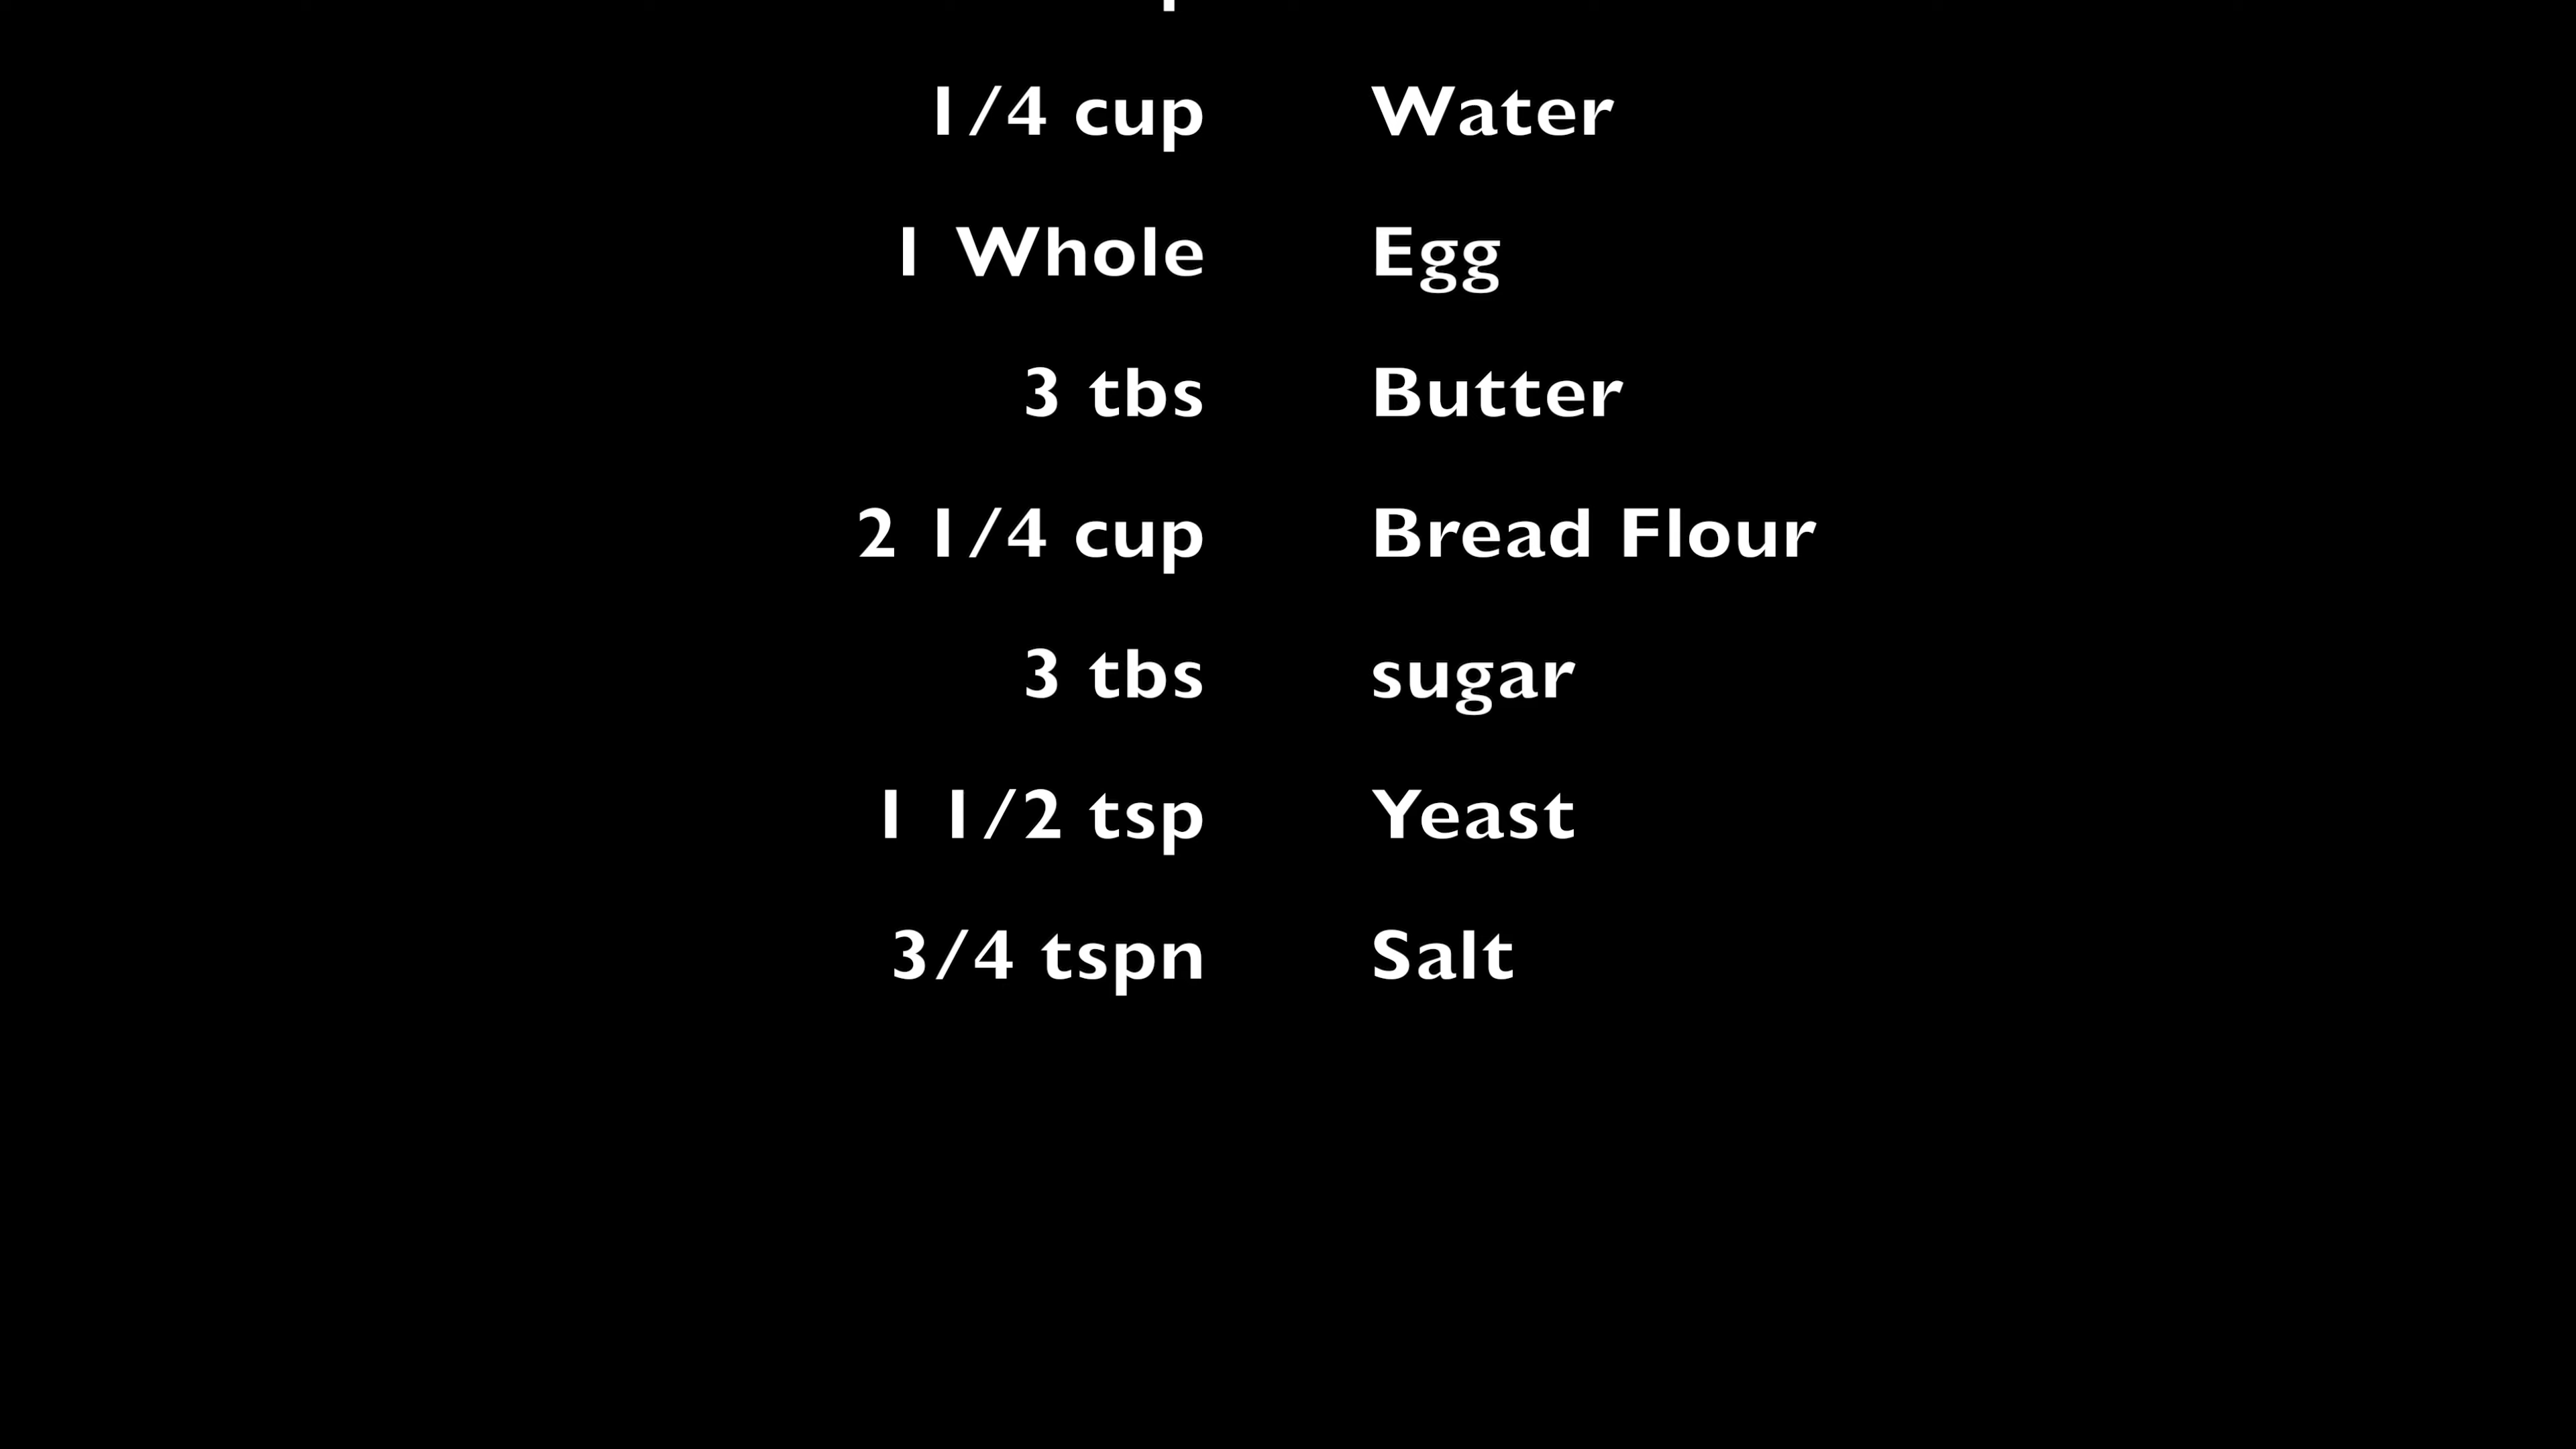 1/4 cup Water
1 Whole Egg
3 tbs Butter
2 1/4 cup Bread Flour
3 tbs sugar
1 1/2 tsp Yeast
3/4 tspn Salt